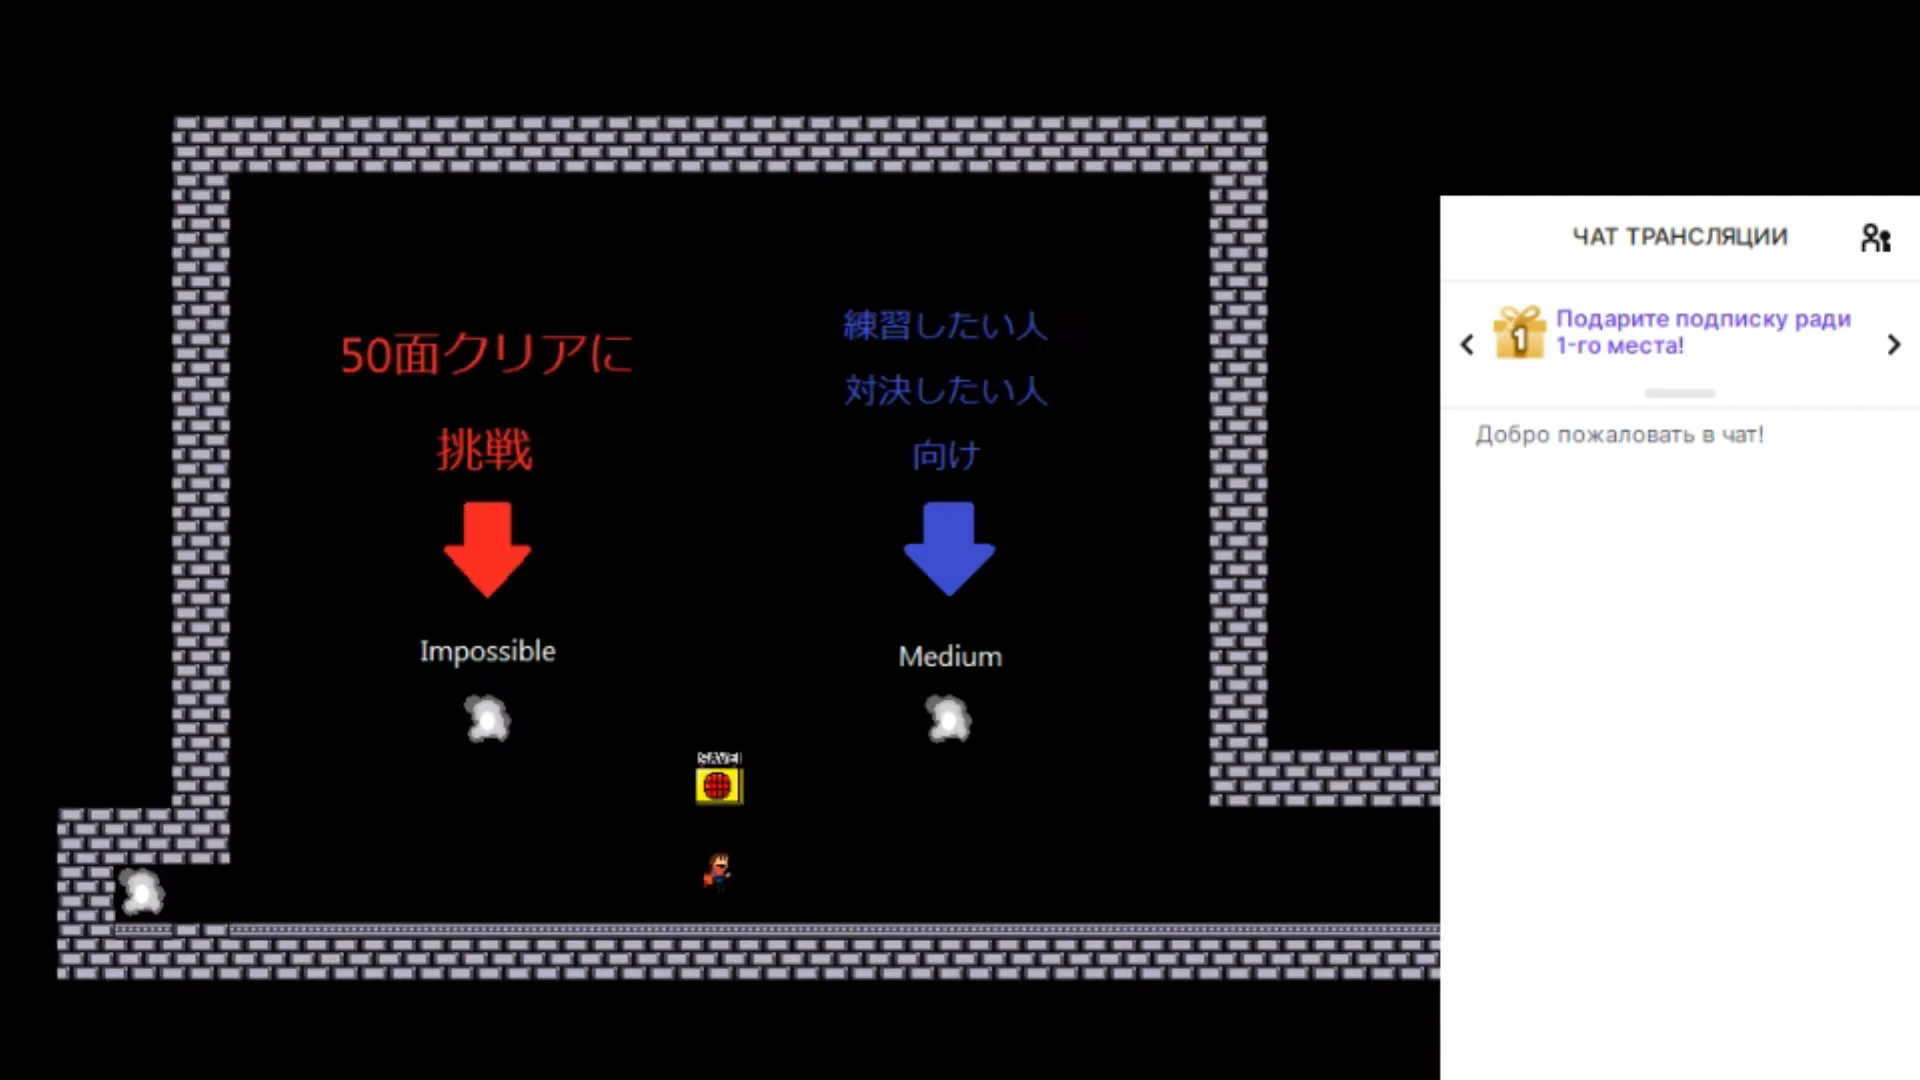 50面クリアに
挑戦
Impossible
練習したい人
対決したい人
向け
Medium
SAVE!
ЧАТ ТРАНСЛЯЦИИ
1
Подарите подписку ради
1-го места!
Добро пожаловать в чат!